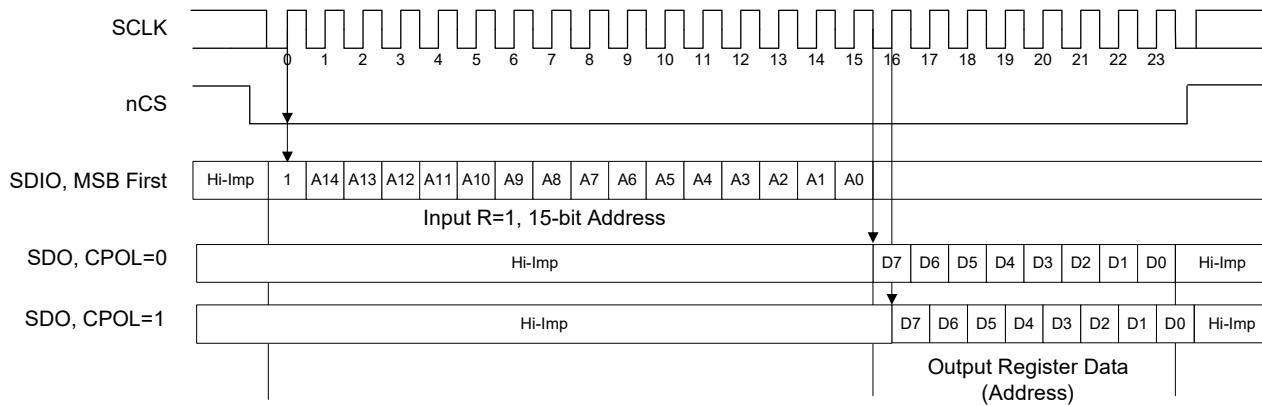 SCLK
0 1 2 3 4 5 6 7 8 9 10 11 12 13 14 15 16 17 18 19 20 21 22 23
nCS
SDIO, MSB First Hi-Imp 1 A14 A13 A12 A11 A10 A9 A8 A7 A6 A5 A4 A3 A2 A1 A0
Input R=1, 15-bit Address
SDO, CPOL=0 Hi-Imp D7 D6 D5 D4 D3 D2 D1 D0 Hi-Imp
SDO, CPOL=1 Hi-Imp D7 D6 D5 D4 D3 D2 D1 D0 Hi-Imp
Output Register Data
(Address)